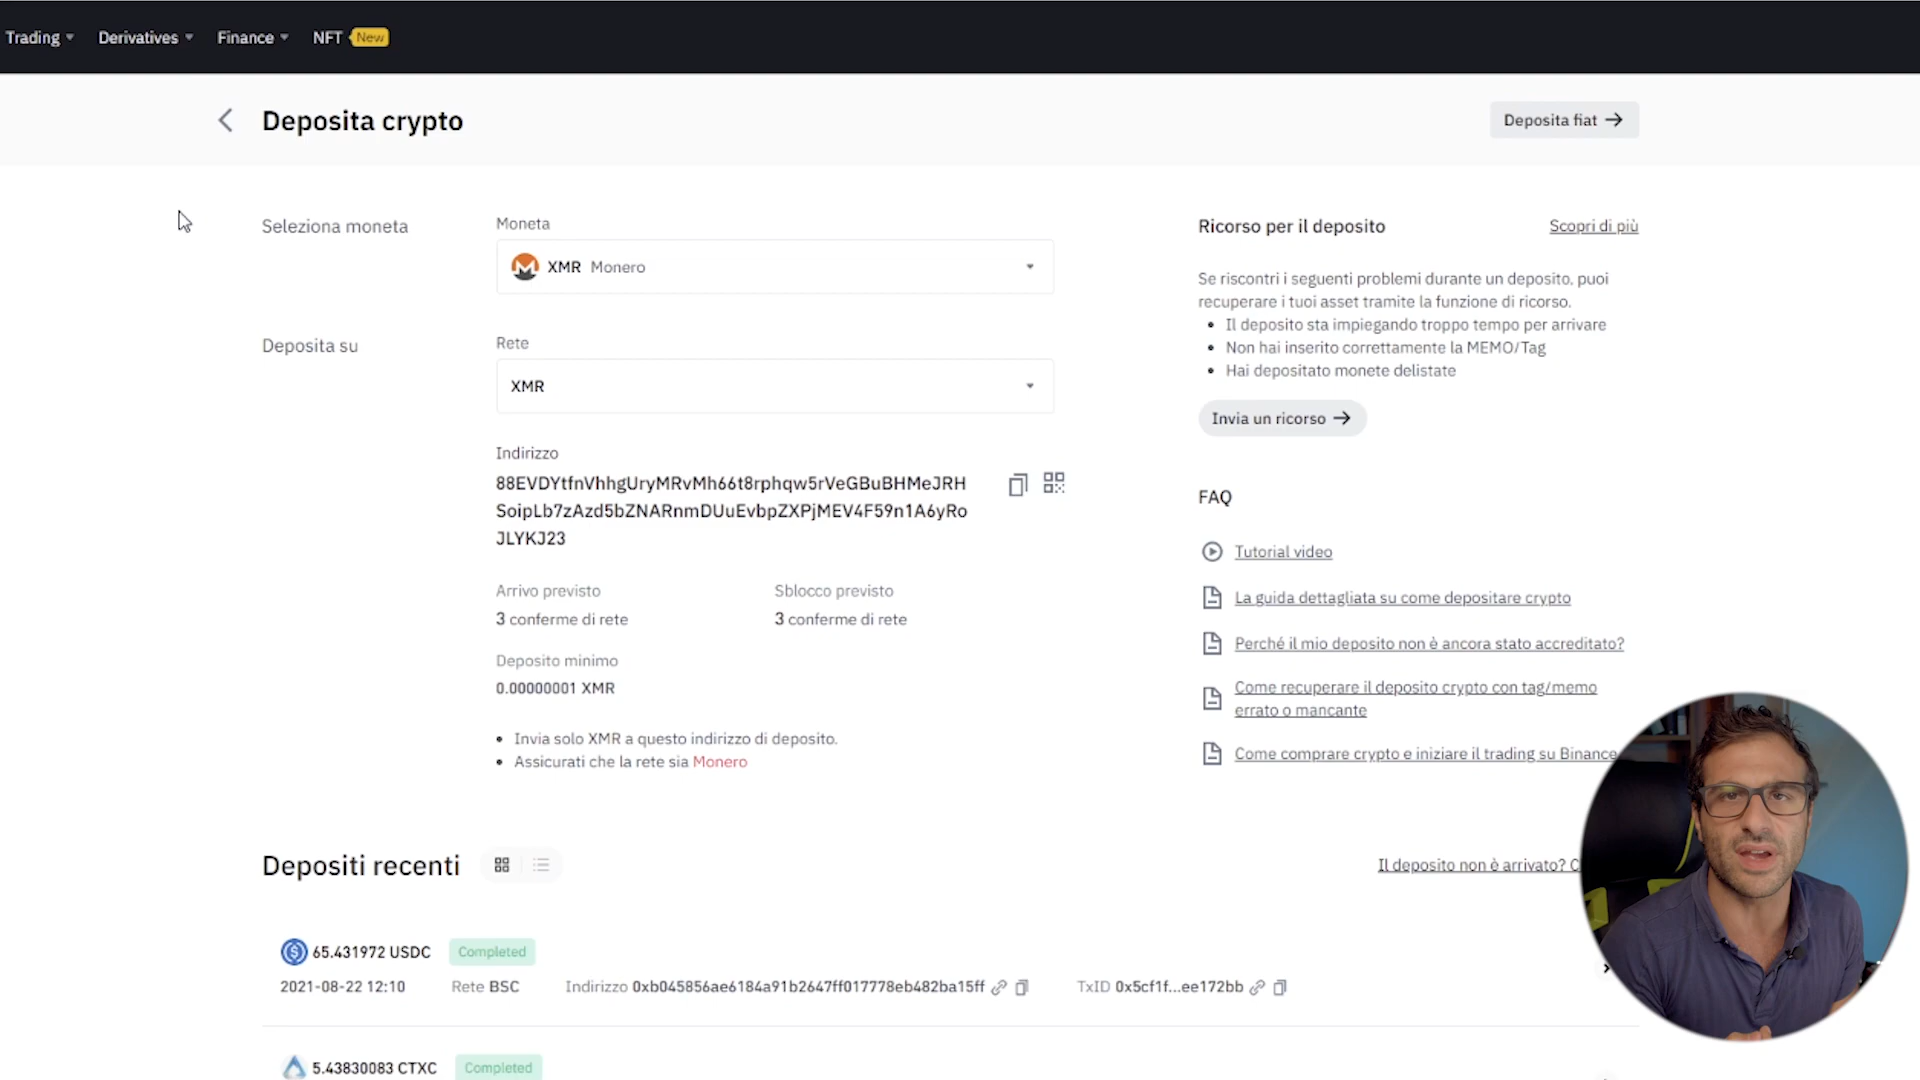 Trading Derivatives Finance NFT New
Deposita crypto
Deposita fiat
Seleziona moneta
Moneta
XMR Monero
Deposita su
Rete
XMR
Indirizzo
88EVDYtfnVhhgUryMRvMh66t8rphqw5rVeGBuBHMeJRH
SoipLb7zAzd5bZNARnmDUuEvbpZXPjMEV4F59n1A6yRo
JLYKJ23
Arrivo previsto
3 conferme di rete
Sblocco previsto
3 conferme di rete
Deposito minimo
0.00000001 XMR
Invia solo XMR a questo indirizzo di deposito.
Assicurati che la rete sia Monero
Ricorso per il deposito
Scopri di più
Se riscontri i seguenti problemi durante un deposito, puoi
recuperare i tuoi asset tramite la funzione di ricorso.
Il deposito sta impiegando troppo tempo per arrivare
Non hai inserito correttamente la MEMO/Tag
Hai depositato monete delistate
Invia un ricorso
FAQ
Tutorial video
La guida dettagliata su come depositare crypto
Perché il mio deposito non è ancora stato accreditato?
Come recuperare il deposito crypto con tag/memo
errato o mancante
Come comprare crypto e iniziare il trading su Binance
Depositi recenti
Il deposito non è arrivato?
65.431972 USDC Completed
2021-08-22 12:10 Rete BSC Indirizzo 0xb045856ae6184a91b2647ff017778eb482ba15ff TxID 0x5cf1f...ee172bb
5.43830083 CTXC Completed